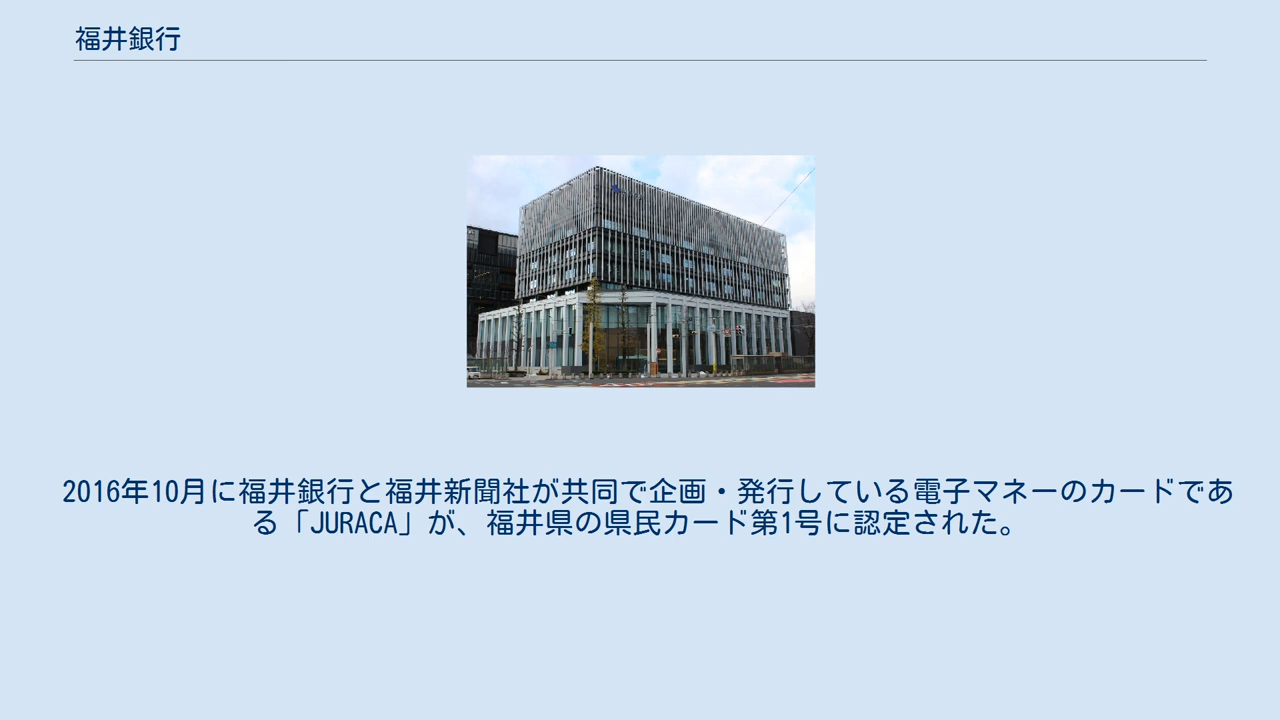 福井銀行
2016年10月に福井銀行と福井新聞社が共同で企画・発行している電子マネーのカードであ
る「JURACA」が、福井県の県民カード第1号に認定された。